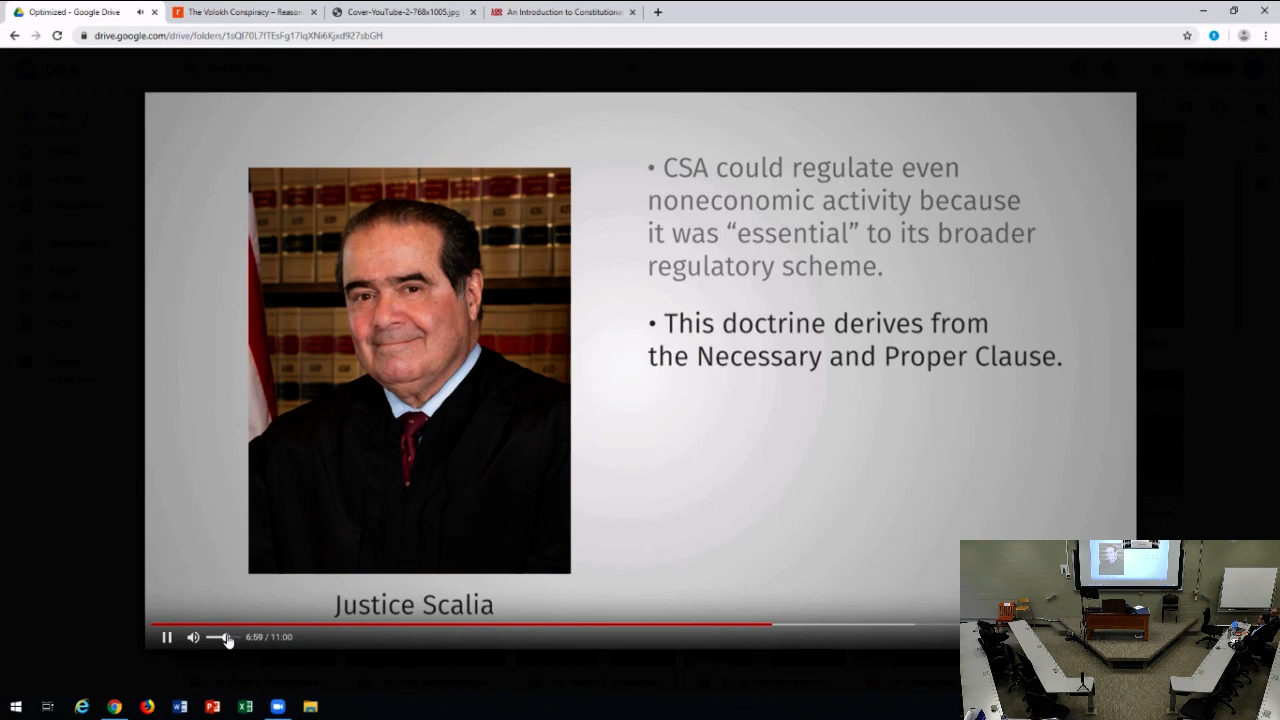 Optimized - Google Drive
The Volokh Conspiracy – Reason
Cover-YouTube-2-768x1005.jpg
An Introduction to Constitutiona
drive.google.com/drive/folders/
Drive
• CSA could regulate even
noneconomic activity because
it was “essential” to its broader
regulatory scheme.
• This doctrine derives from
the Necessary and Proper Clause.
Justice Scalia
6:59 / 11:00